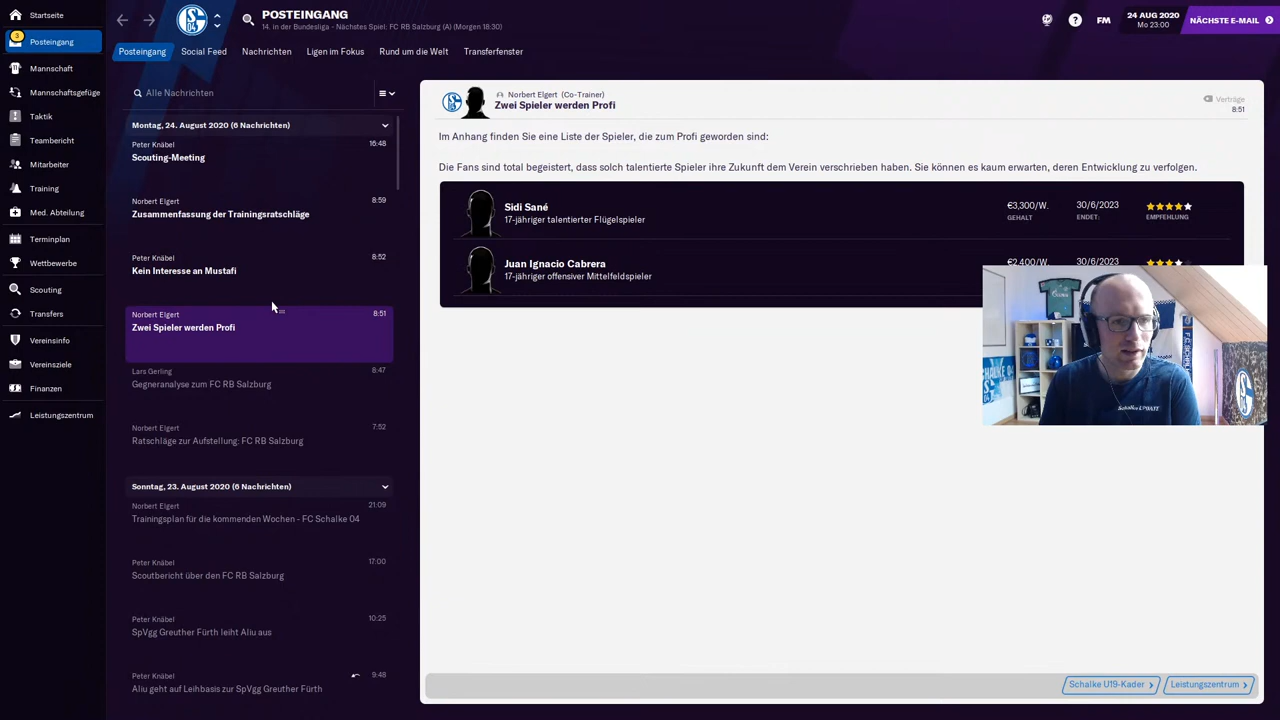 Startseite
3
Posteingang
Mannschaft
Mannschaftsgefüge
Taktik
Teambericht
Mitarbeiter
Training
Med. Abteilung
Terminplan
Wettbewerbe
Scouting
Transfers
Vereinsinfo
Vereinsziele
Finanzen
Leistungszentrum
POSTEINGANG
14. in der Bundesliga - Nächstes Spiel: FC RB Salzburg (A) (Morgen 18:30)
FM
24 AUG 2020
Mo 23:00
NÄCHSTE E-MAIL
Posteingang Social Feed Nachrichten Ligen im Fokus Rund um die Welt Transferfenster
Alle Nachrichten
Montag, 24. August 2020 (6 Nachrichten)
Peter Knäbel 16:48
Scouting-Meeting
Norbert Elgert 8:59
Zusammenfassung der Trainingsratschläge
Peter Knäbel 8:52
Kein Interesse an Mustafi
Norbert Elgert 8:51
Zwei Spieler werden Profi
Lars Gerling 8:47
Gegneranalyse zum FC RB Salzburg
Norbert Elgert 7:52
Ratschläge zur Aufstellung: FC RB Salzburg
Sonntag, 23. August 2020 (6 Nachrichten)
Norbert Elgert 21:09
Trainingsplan für die kommenden Wochen - FC Schalke 04
Peter Knäbel 17:00
Scoutbericht über den FC RB Salzburg
Peter Knäbel 10:25
SpVgg Greuther Fürth leiht Aliu aus
Peter Knäbel 9:48
Aliu geht auf Leihbasis zur SpVgg Greuther Fürth
Norbert Elgert (Co-Trainer)
Zwei Spieler werden Profi
Verträge
8:51
Im Anhang finden Sie eine Liste der Spieler, die zum Profi geworden sind:
Die Fans sind total begeistert, dass solch talentierte Spieler ihre Zukunft dem Verein verschrieben haben. Sie können es kaum erwarten, deren Entwicklung zu verfolgen.
Sidi Sané
17-jähriger talentierter Flügelspieler
€3,300/W.
GEHALT
30/6/2023
ENDET:
EMPFEHLUNG
Juan Ignacio Cabrera
17-jähriger offensiver Mittelfeldspieler
€2,400/W.
30/6/2023
Schalke UPDATE
Schalke U19-Kader
Leistungszentrum